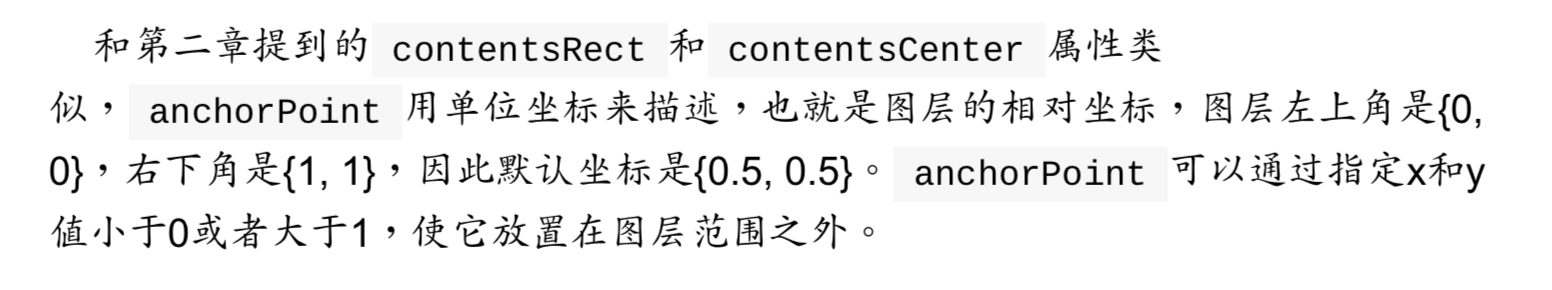 和第二章提到的 contentsRect 和 contentsCenter 属性类
似， anchorPoint 用单位坐标来描述，也就是图层的相对坐标，图层左上角是{0,
0}，右下角是{1, 1}，因此默认坐标是{0.5, 0.5}。 anchorPoint 可以通过指定x和y
值小于0或者大于1，使它放置在图层范围之外。